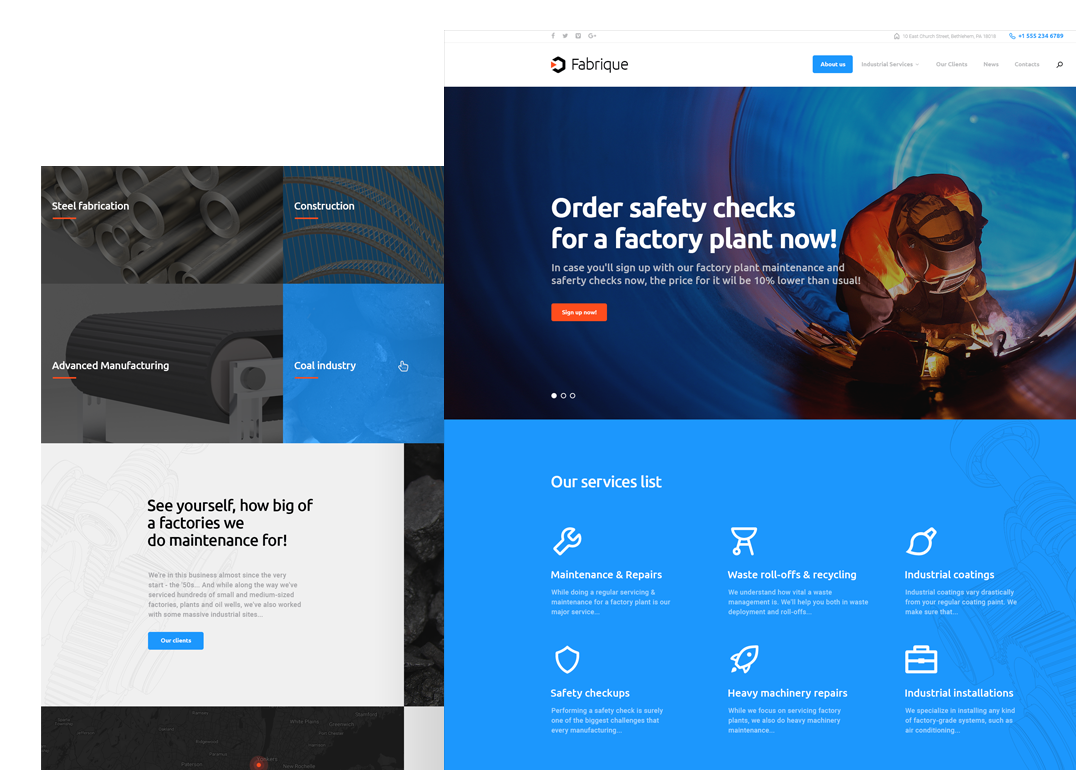 10 East Church Street, Bethlehem, PA 18018
+1 555 234 6789
Fabrique
About us
Industrial Services
Our Clients
News
Contacts
Order safety checks
for a factory plant now!
In case you'll sign up with our factory plant maintenance and
saferty checks now, the price for it wil be 10% lower than usual!
Sign up now!
Steel fabrication
Construction
Advanced Manufacturing
Coal industry
See yourself, how big of
a factories we
do maintenance for!
We're in this business almost since the very
start - the '50s... And while along the way we've
serviced hundreds of small and medium-sized
factories, plants and oil wells, we've also worked
with some massive industrial sites...
Our clients
Our services list
Maintenance & Repairs
While doing a regular servicing &
maintenance for a factory plant is our
major service...
Waste roll-offs & recycling
We understand how vital a waste
management is. We'll help you both in waste
deployment and roll-offs...
Industrial coatings
Industrial coatings vary drastically
from your regular coating paint. We
make sure that...
Safety checkups
Performing a safety check is surely
one of the biggest challenges that
every manufacturing...
Heavy machinery repairs
While we focus on servicing factory
plants, we also do heavy machinery
maintenance...
Industrial installations
We specialize in installing any kind
of factory-grade systems, such as
air conditioning...
White Plains
Stamford
Greenwich
Yonkers
New Rochelle
Paterson